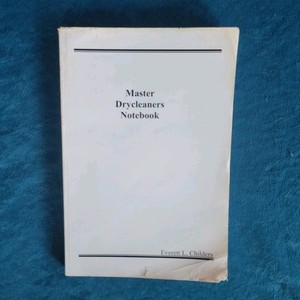 Master
Drycleaners
Notebook
Everett L. Childers